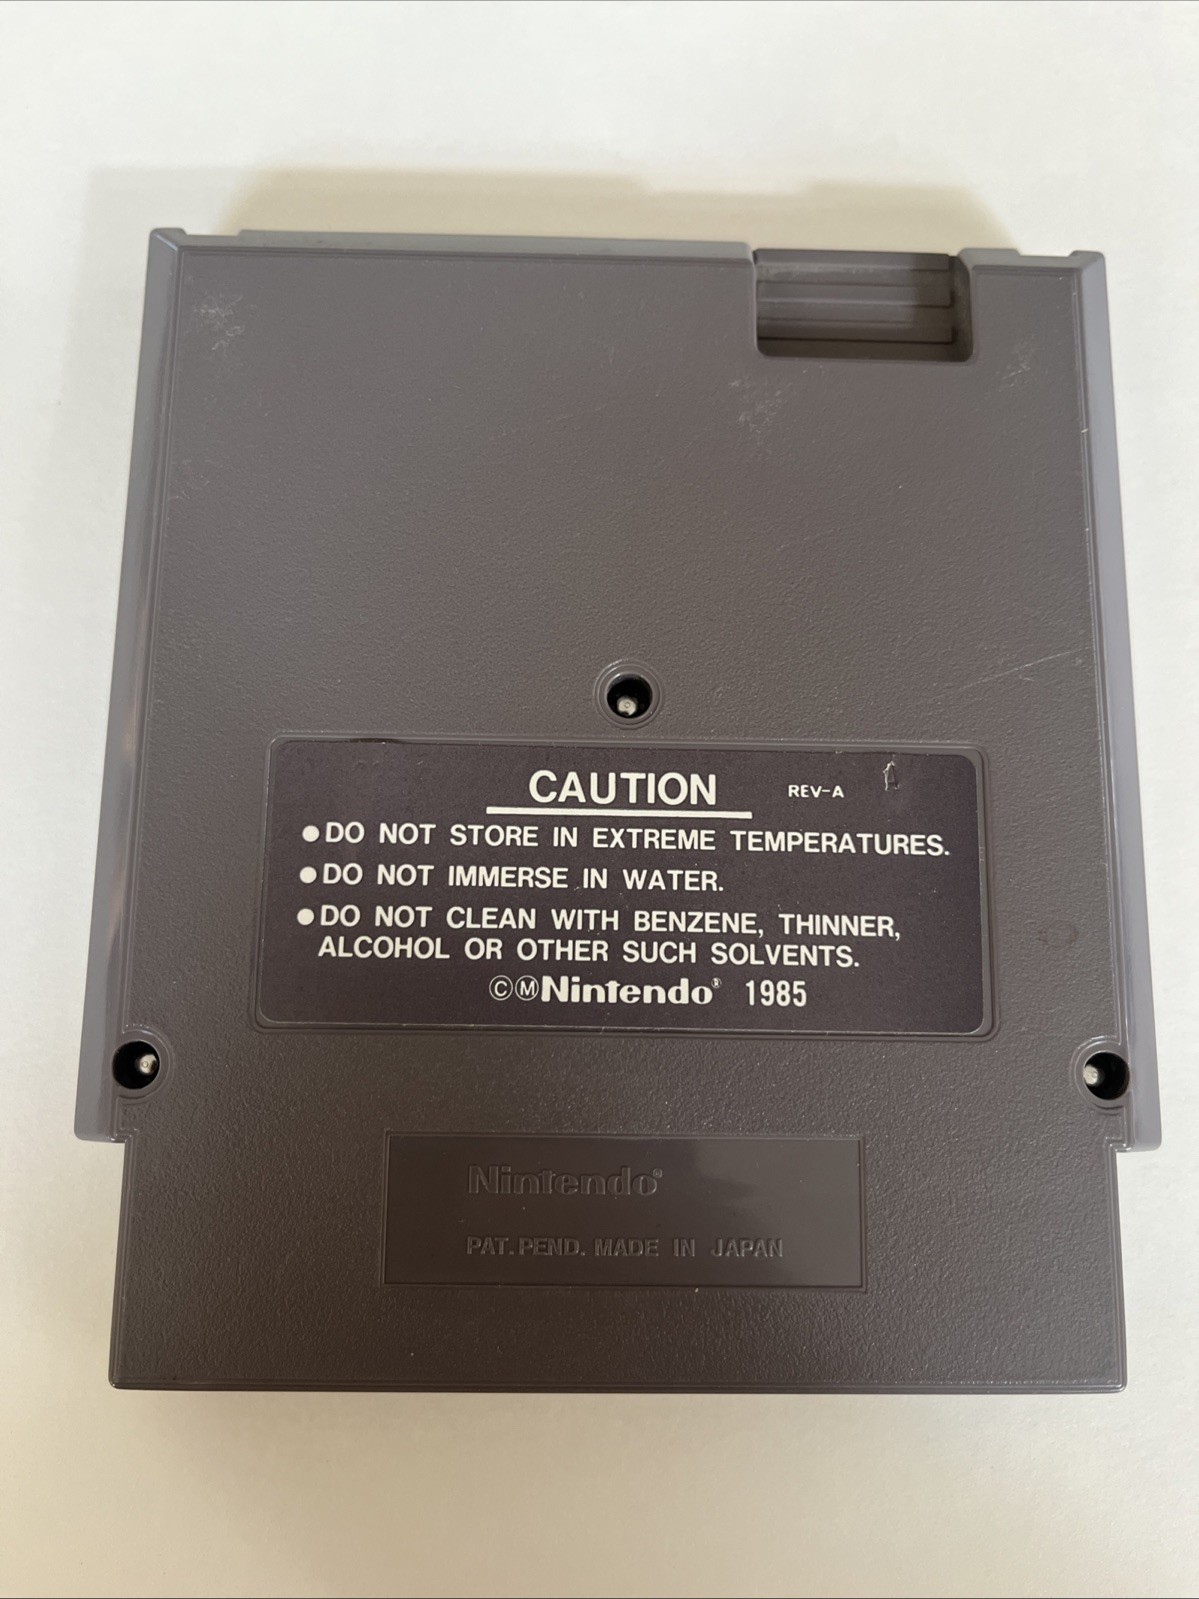 CAUTION REV-A
●DO NOT STORE IN EXTREME TEMPERATURES.
●DO NOT IMMERSE IN WATER.
●DO NOT CLEAN WITH BENZENE, THINNER,
ALCOHOL OR OTHER SUCH SOLVENTS.
©Ⓜ Nintendo® 1985
Nintendo®
PAT. PEND. MADE IN JAPAN